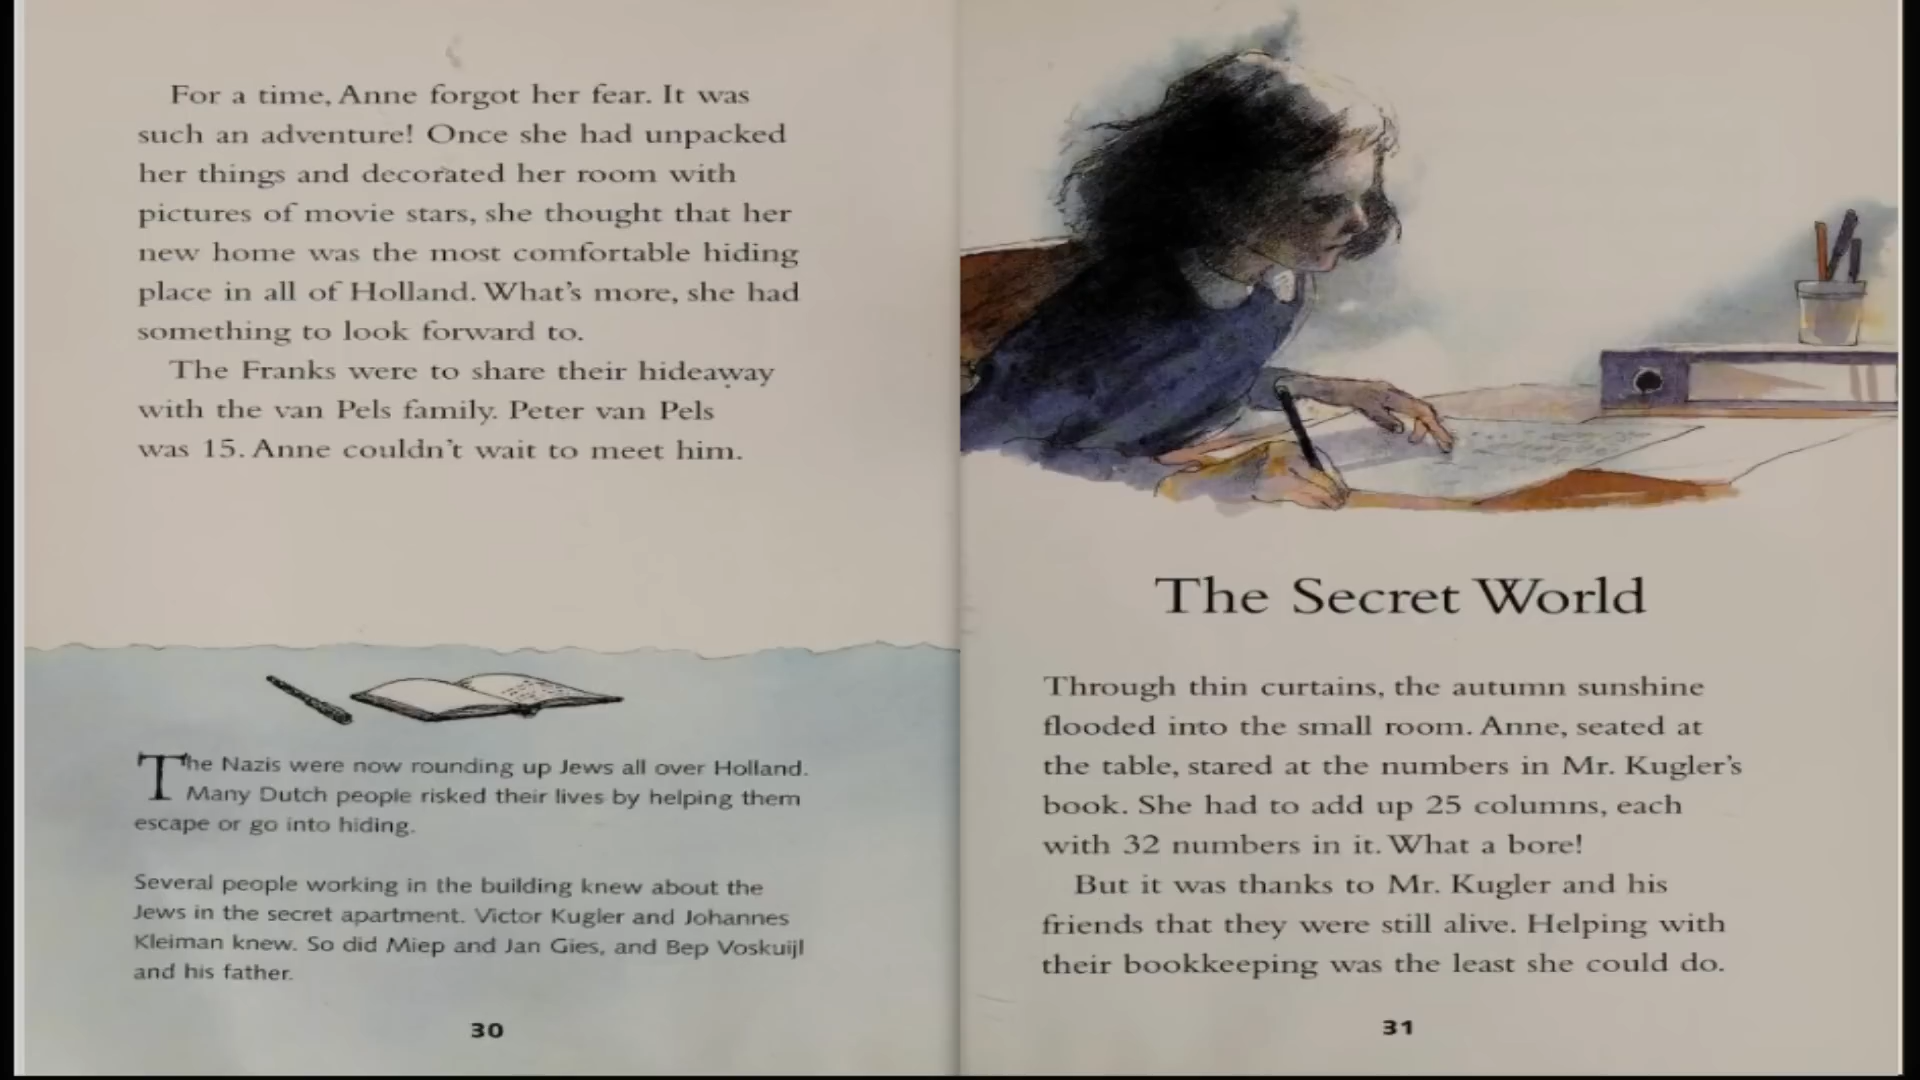 For a time, Anne forgot her fear. It was
such an adventure! Once she had unpacked
her things and decorated her room with
pictures of movie stars, she thought that her
new home was the most comfortable hiding
place in all of Holland. What's more, she had
something to look forward to.
The Franks were to share their hideaway
with the van Pels family. Peter van Pels
was 15. Anne couldn't wait to meet him.
The Nazis were now rounding up Jews all over Holland.
Many Dutch people risked their lives by helping them
escape or go into hiding.
Several people working in the building knew about the
Jews in the secret apartment. Victor Kugler and Johannes
Kleiman knew. So did Miep and Jan Gies, and Bep Voskuijl
and his father.
30
The Secret World
Through thin curtains, the autumn sunshine
flooded into the small room. Anne, seated at
the table, stared at the numbers in Mr. Kugler's
book. She had to add up 25 columns, each
with 32 numbers in it. What a bore!
But it was thanks to Mr. Kugler and his
friends that they were still alive. Helping with
their bookkeeping was the least she could do.
31